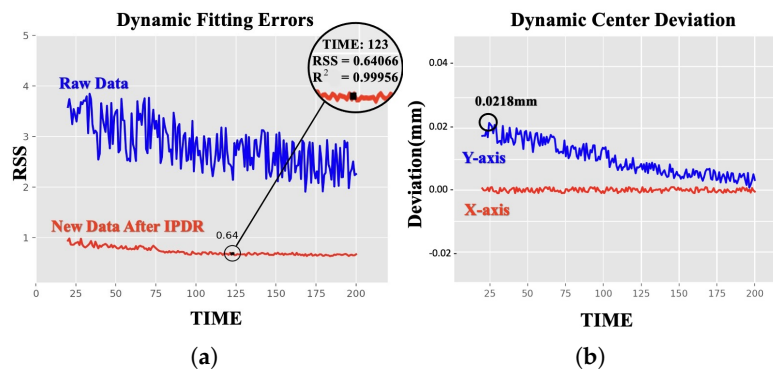 Dynamic Fitting Errors
5
4
3
2
1
0
RSS
Raw Data
New Data After IPDR
0.64
TIME: 123
RSS = 0.64066
R² = 0.99956
0 25 50 75 100 125 150 175 200
TIME
(a)
Dynamic Center Deviation
0.04
0.02
0.00
-0.02
Deviation(mm)
0.0218mm
Y-axis
X-axis
25 50 75 100 125 150 175 200
TIME
(b)